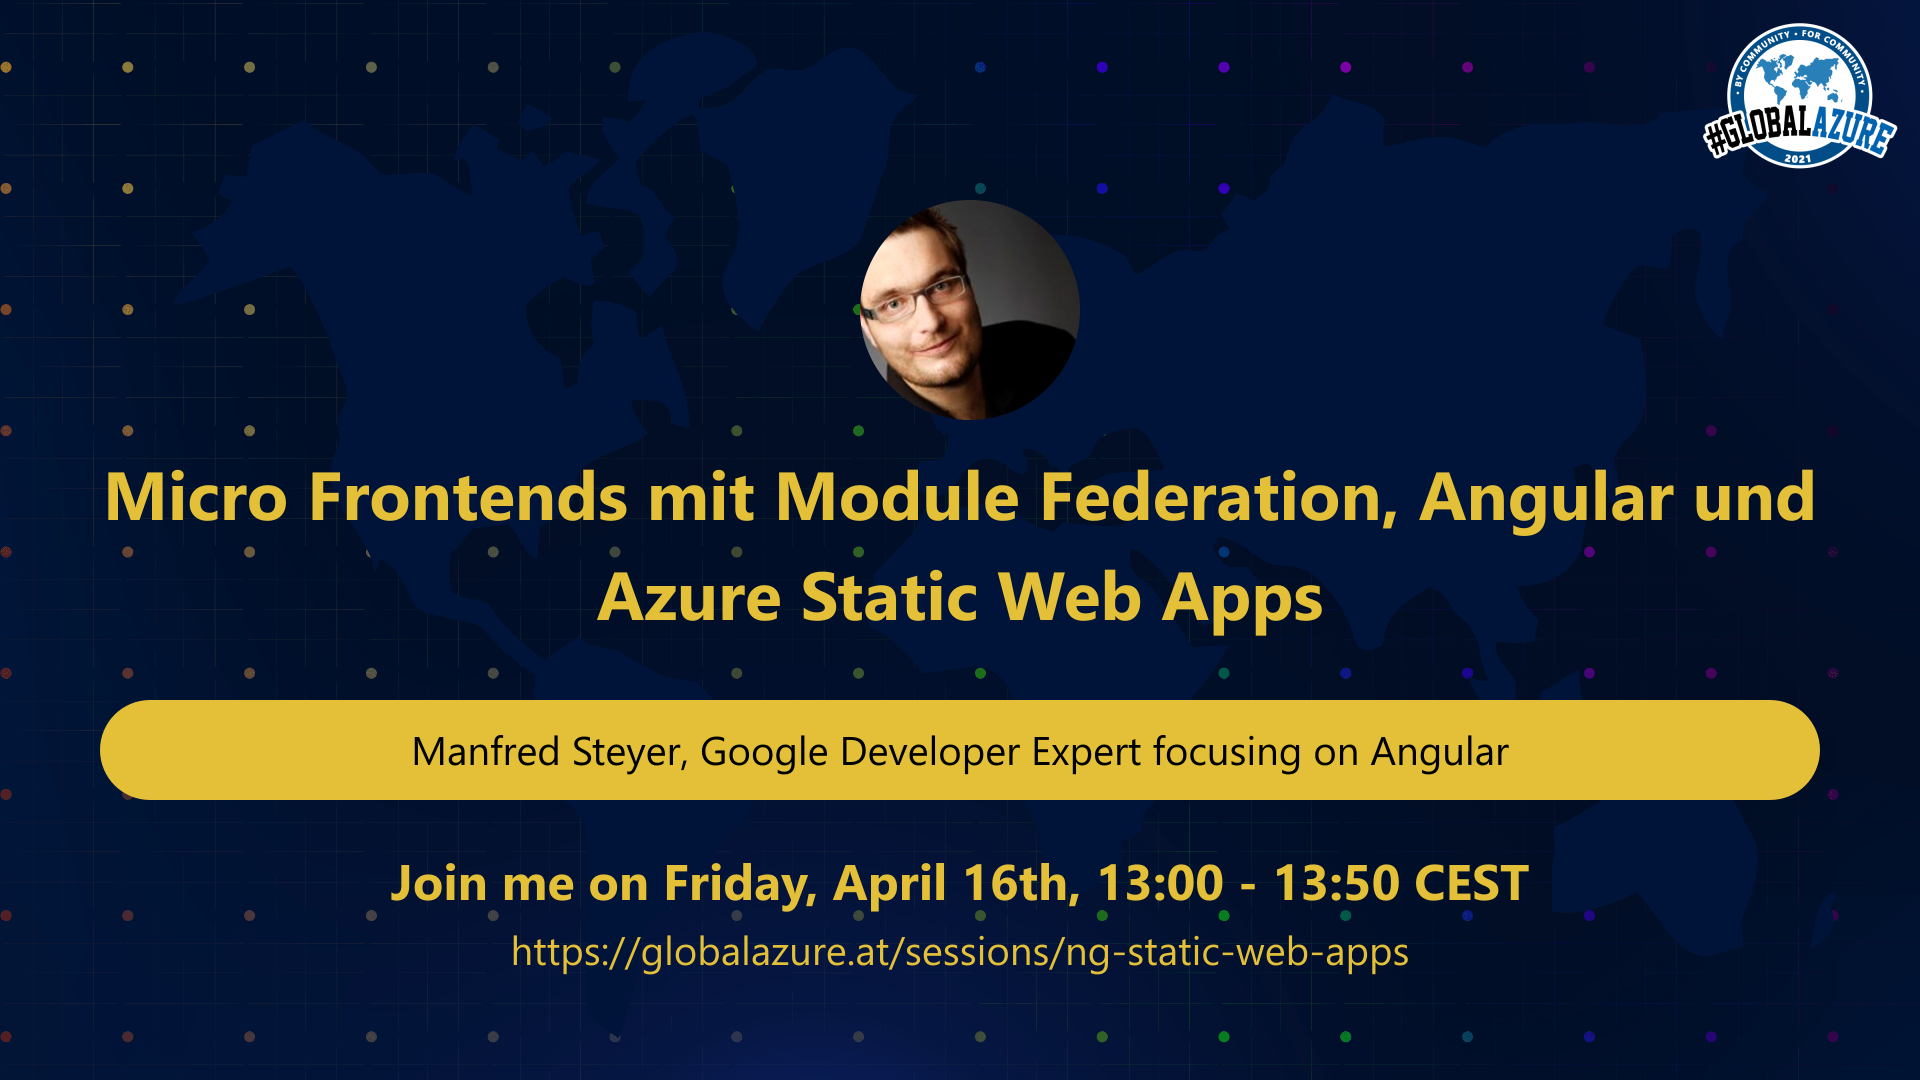 • BY COMMUNITY • FOR COMMUNITY •
#GLOBALAZURE
2021
Micro Frontends mit Module Federation, Angular und
Azure Static Web Apps
Manfred Steyer, Google Developer Expert focusing on Angular
Join me on Friday, April 16th, 13:00 - 13:50 CEST
https://globalazure.at/sessions/ng-static-web-apps